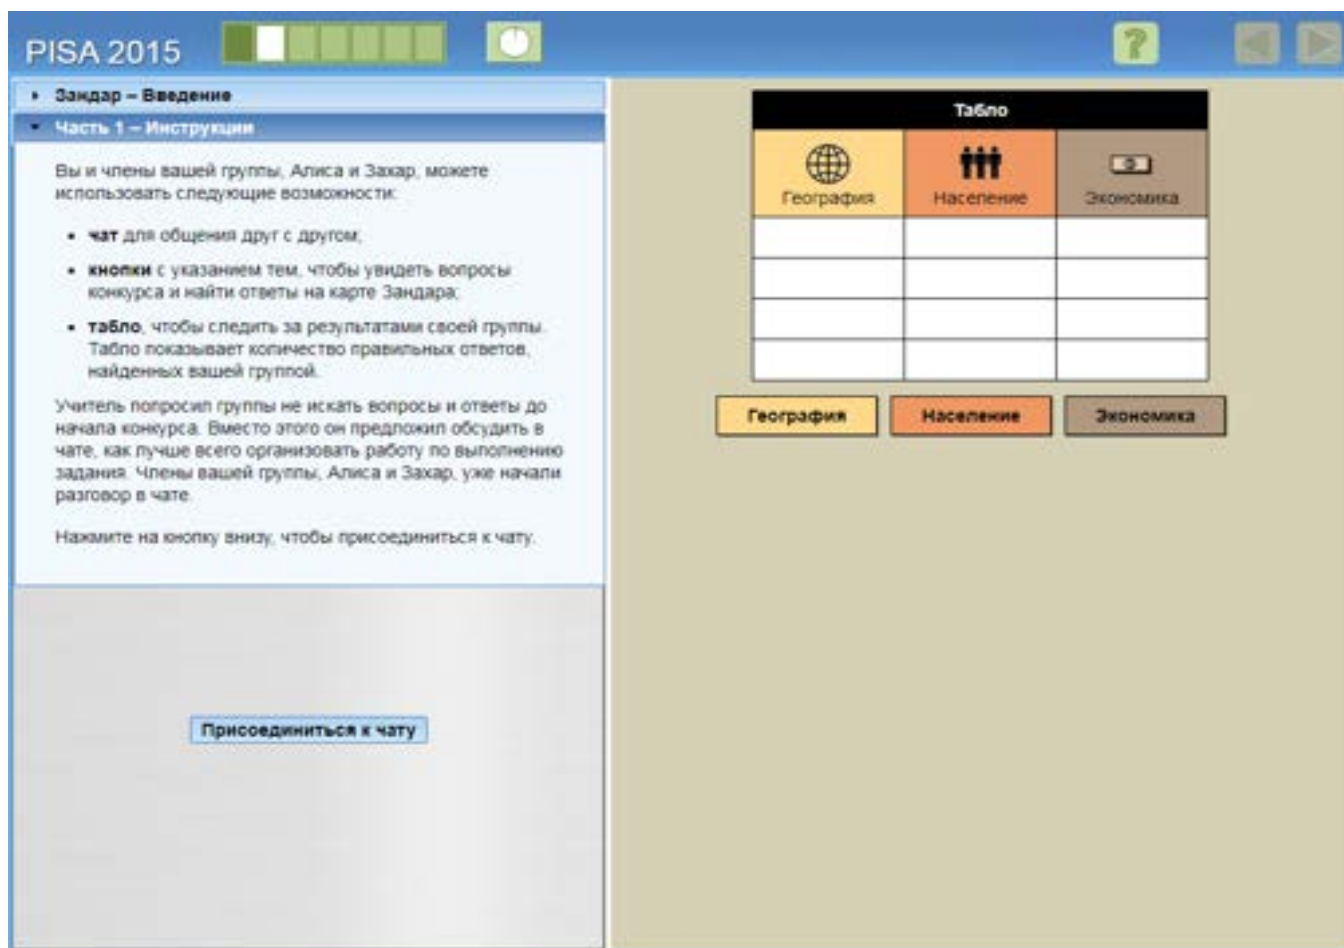 PISA 2015
?
Зандар – Введение
Часть 1 – Инструкции
Вы и члены вашей группы, Алиса и Захар, можете
использовать следующие возможности:
• чат для общения друг с другом;
• кнопки с указанием тем, чтобы увидеть вопросы
конкурса и найти ответы на карте Зандара;
• табло, чтобы следить за результатами своей группы.
Табло показывает количество правильных ответов,
найденных вашей группой.
Учитель попросил группы не искать вопросы и ответы до
начала конкурса. Вместо этого он предложил обсудить в
чате, как лучше всего организовать работу по выполнению
задания. Члены вашей группы, Алиса и Захар, уже начали
разговор в чате.
Нажмите на кнопку внизу, чтобы присоединиться к чату.
Присоединиться к чату
Табло
География Население Экономика
География Население Экономика